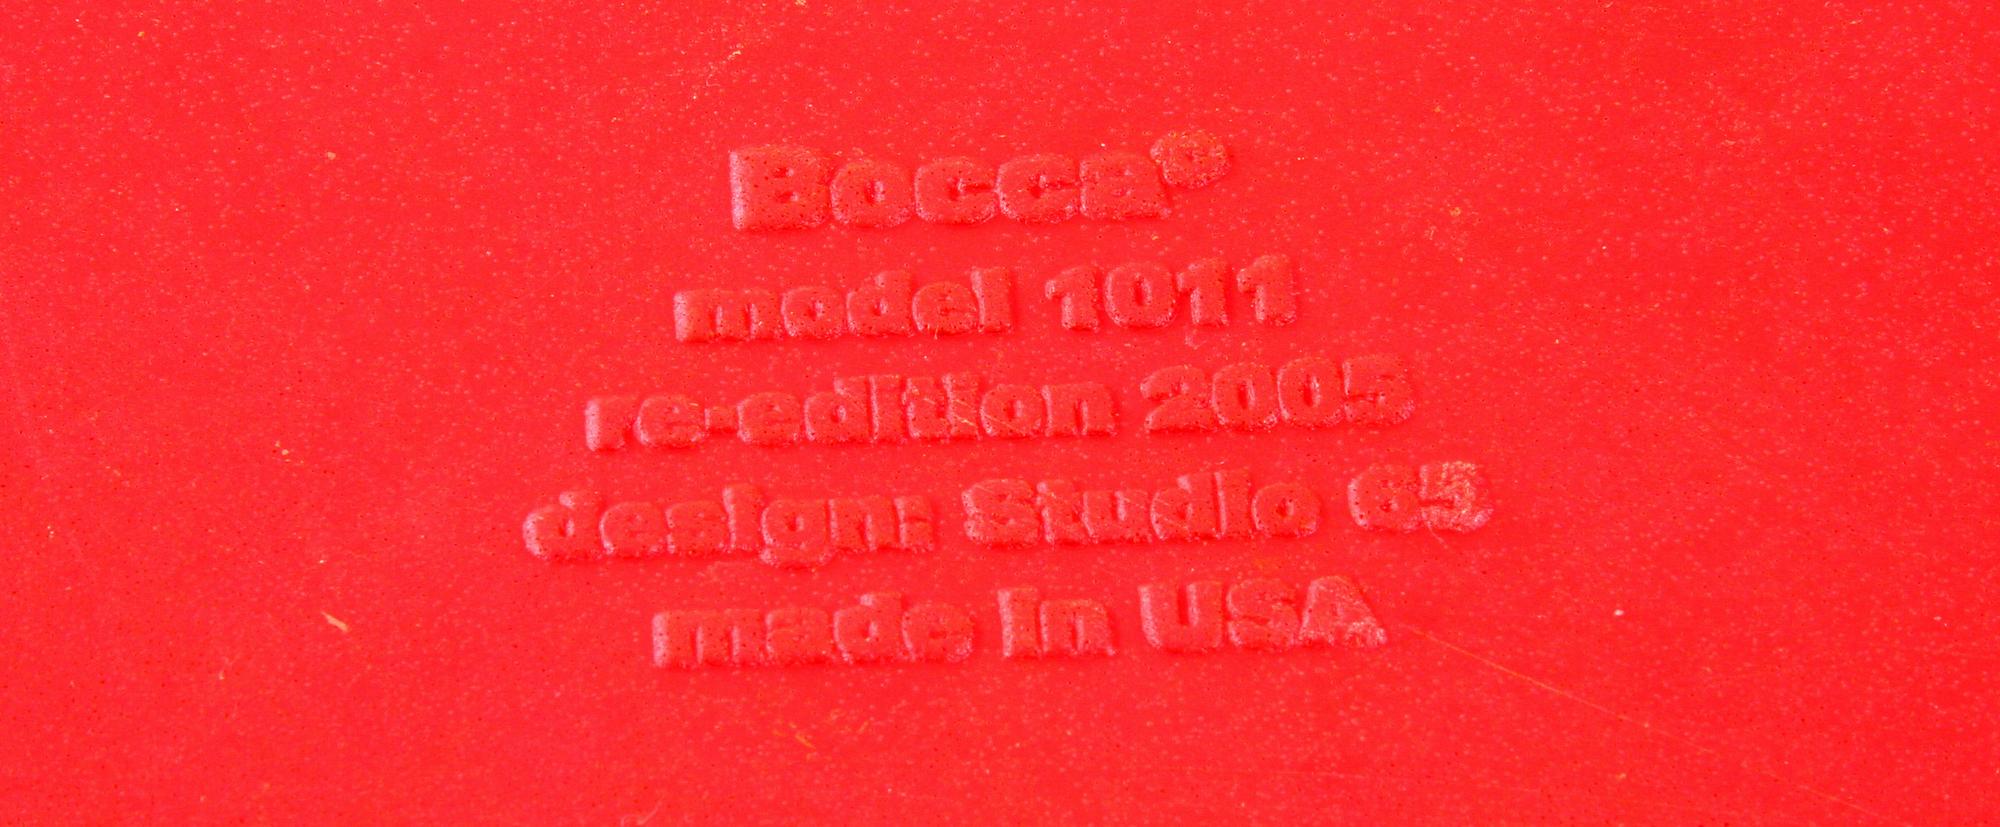 Bocca®
model 1011
re-edition 2005
design: Studio 65
made in USA